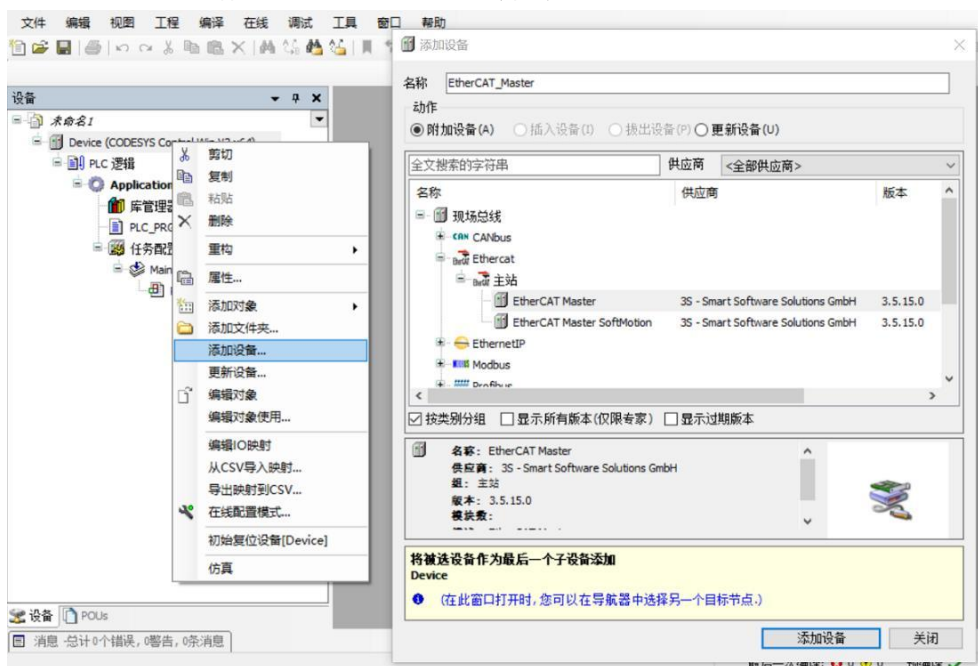 文件 编辑 视图 工程 编译 在线 调试 工具 窗口 帮助
设备
未命名1
Device (CODESYS Control Win V3 x64)
PLC 逻辑
Application
库管理器
PLC_PRG
任务配置
Main
剪切
复制
粘贴
删除
重构
属性...
添加对象
添加文件夹...
添加设备...
更新设备...
编辑对象
编辑对象使用...
编辑IO映射
从CSV导入映射...
导出映射到CSV...
在线配置模式...
初始复位设备[Device]
仿真
设备 POUs
消息 -总计0个错误, 0警告, 0条消息
添加设备
名称 EtherCAT_Master
动作
附加设备(A) 插入设备(I) 拔出设备(P) 更新设备(U)
全文搜索的字符串 供应商 <全部供应商>
名称 供应商 版本
现场总线
CAN CANbus
Ethercat
主站
EtherCAT Master 3S - Smart Software Solutions GmbH 3.5.15.0
EtherCAT Master SoftMotion 3S - Smart Software Solutions GmbH 3.5.15.0
EthernetIP
Modbus
Profibus
按类别分组 显示所有版本(仅限专家) 显示过期版本
名称: EtherCAT Master
供应商: 3S - Smart Software Solutions GmbH
组: 主站
版本: 3.5.15.0
模块数:
将被选设备作为最后一个子设备添加
Device
(在此窗口打开时, 您可以在导航器中选择另一个目标节点.)
添加设备 关闭